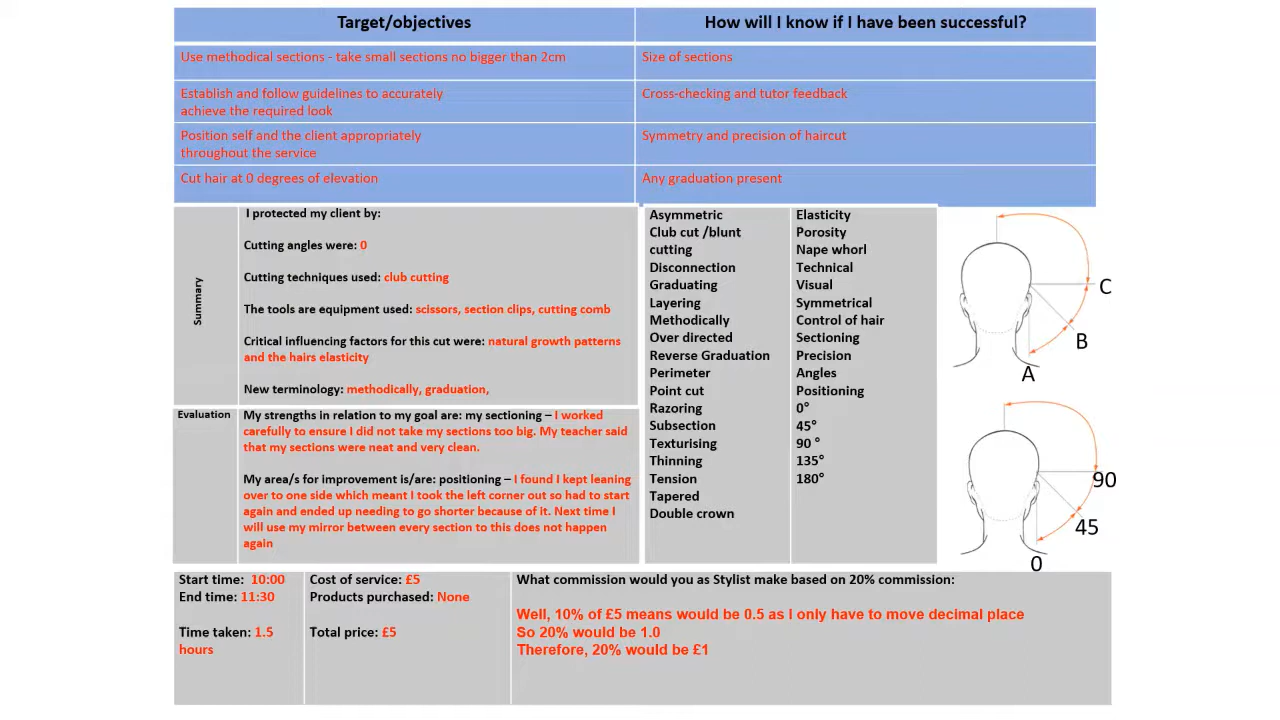 Target/objectives
How will I know if I have been successful?
Use methodical sections - take small sections no bigger than 2cm
Size of sections
Establish and follow guidelines to accurately
achieve the required look
Cross-checking and tutor feedback
Position self and the client appropriately
throughout the service
Symmetry and precision of haircut
Cut hair at 0 degrees of elevation
Any graduation present
Summary
I protected my client by:
Cutting angles were: 0
Cutting techniques used: club cutting
The tools are equipment used: scissors, section clips, cutting comb
Critical influencing factors for this cut were: natural growth patterns
and the hairs elasticity
New terminology: methodically, graduation,
Evaluation
My strengths in relation to my goal are: my sectioning – I worked
carefully to ensure I did not take my sections too big. My teacher said
that my sections were neat and very clean.
My area/s for improvement is/are: positioning – I found I kept leaning
over to one side which meant I took the left corner out so had to start
again and ended up needing to go shorter because of it. Next time I
will use my mirror between every section to this does not happen
again
Asymmetric
Club cut /blunt
cutting
Disconnection
Graduating
Layering
Methodically
Over directed
Reverse Graduation
Perimeter
Point cut
Razoring
Subsection
Texturising
Thinning
Tension
Tapered
Double crown
Elasticity
Porosity
Nape whorl
Technical
Visual
Symmetrical
Control of hair
Sectioning
Precision
Angles
Positioning
0°
45°
90 °
135°
180°
C
B
A
90
45
0
Start time: 10:00
End time: 11:30
Time taken: 1.5
hours
Cost of service: £5
Products purchased: None
Total price: £5
What commission would you as Stylist make based on 20% commission:
Well, 10% of £5 means would be 0.5 as I only have to move decimal place
So 20% would be 1.0
Therefore, 20% would be £1